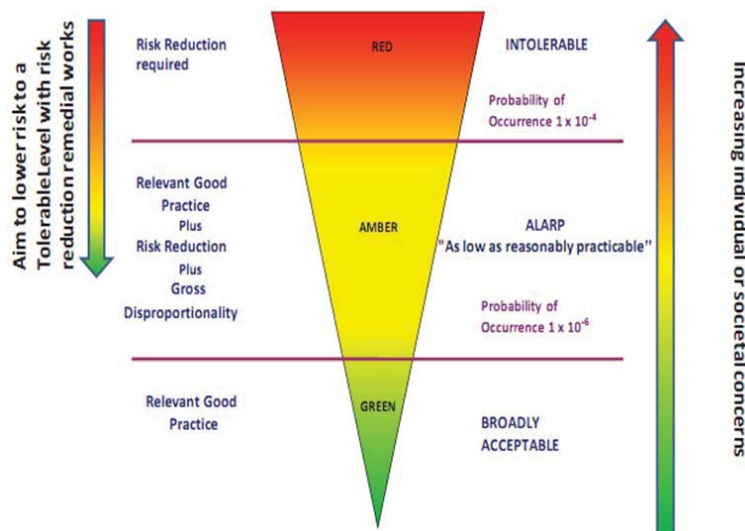 Aim to lower risk to a
Tolerable Level with risk
reduction remedial works
Risk Reduction
required
RED
INTOLERABLE
Probability of
Occurrence 1 x 10⁻⁴
Relevant Good
Practice
Plus
Risk Reduction
Plus
Gross
Disproportionality
AMBER
ALARP
"As low as reasonably practicable"
Probability of
Occurrence 1 x 10⁻⁶
Relevant Good
Practice
GREEN
BROADLY
ACCEPTABLE
Increasing individual or societal concerns